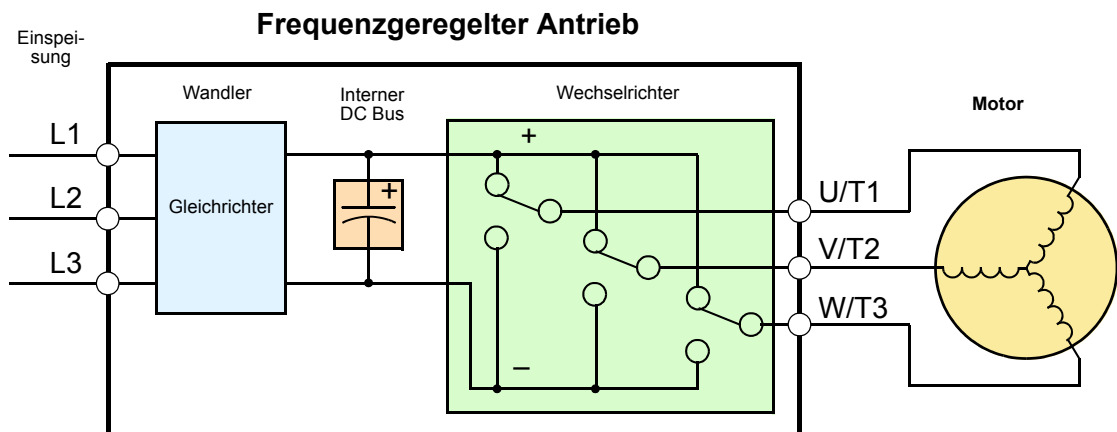 Frequenzgeregelter Antrieb
Einspei-
sung
Wandler
Interner
DC Bus
Wechselrichter
Motor
L1
+
Gleichrichter
+
L2
U/T1
L3
V/T2
W/T3
–